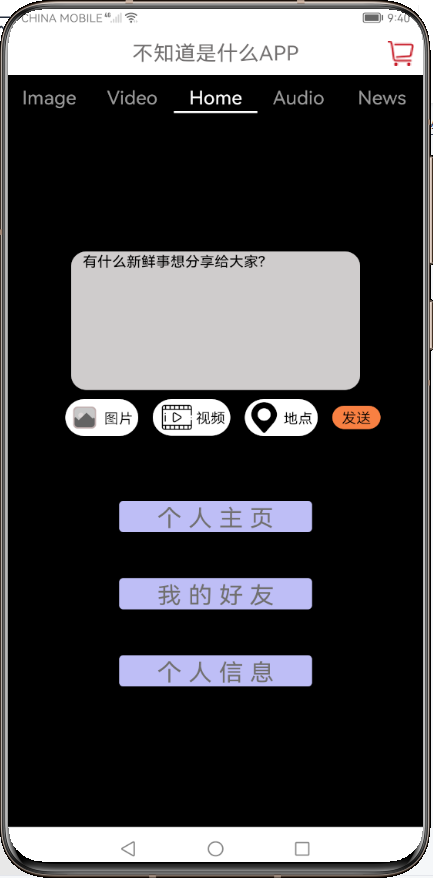 CHINA MOBILE 9:40
不知道是什么APP
Image Video Home Audio News
有什么新鲜事想分享给大家?
图片 视频 地点 发送
个人主页
我的好友
个人信息